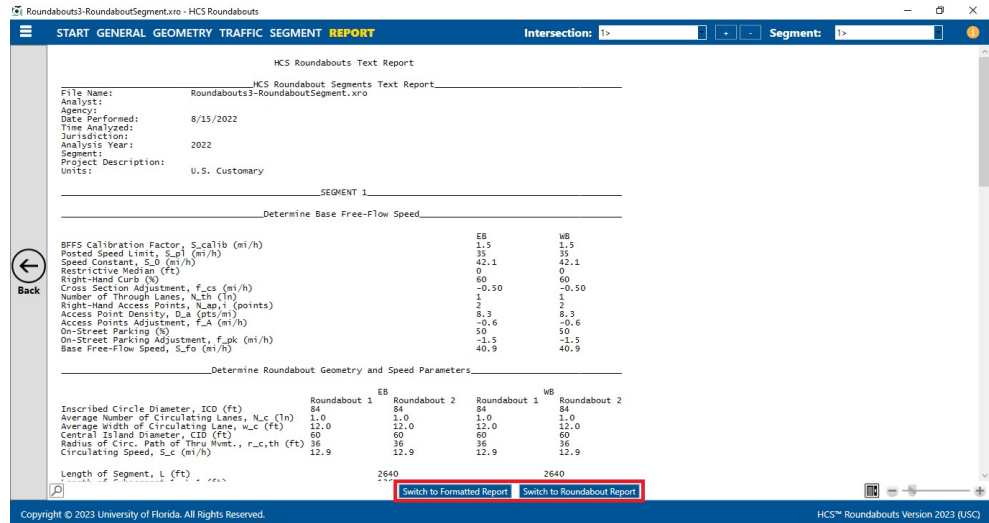 Roundabouts3-RoundaboutSegment.xro - HCS Roundabouts
START GENERAL GEOMETRY TRAFFIC SEGMENT REPORT Intersection: 1> + - Segment: 1>
HCS Roundabouts Text Report
HCS Roundabout Segments Text Report
File Name: Roundabouts3-RoundaboutSegment.xro
Analyst:
Agency:
Date Performed: 8/15/2022
Time Analyzed:
Jurisdiction:
Analysis Year: 2022
Segment:
Project Description:
Units: U.S. Customary
SEGMENT 1
Determine Base Free-Flow Speed
EB WB
BFFS Calibration Factor, S_calib (mi/h) 1.5 1.5
Posted Speed Limit, S_pl (mi/h) 35 35
Speed Constant, S_0 (mi/h) 42.1 42.1
Restrictive Median (ft) 0 0
Right-Hand Curb (%) 60 60
Cross Section Adjustment, f_cs (mi/h) -0.50 -0.50
Number of Through Lanes, N_th (ln) 1 1
Right-Hand Access Points, N_ap,i (points) 2 2
Access Point Density, D_a (pts/mi) 8.3 8.3
Access Points Adjustment, f_A (mi/h) -0.6 -0.6
On-Street Parking (%) 50 50
On-Street Parking Adjustment, f_pk (mi/h) -1.5 -1.5
Base Free-Flow Speed, S_fo (mi/h) 40.9 40.9
Determine Roundabout Geometry and Speed Parameters
EB WB
Roundabout 1 Roundabout 2 Roundabout 1 Roundabout 2
Inscribed Circle Diameter, ICD (ft) 84 84 84 84
Average Number of Circulating Lanes, N_c (ln) 1.0 1.0 1.0 1.0
Average Width of Circulating Lane, w_c (ft) 12.0 12.0 12.0 12.0
Central Island Diameter, CID (ft) 60 60 60 60
Radius of Circ. Path of Thru Mvmt., r_c,th (ft) 36 36 36 36
Circulating Speed, S_c (mi/h) 12.9 12.9 12.9 12.9
Length of Segment, L (ft) 2640 2640
Back
Switch to Formatted Report Switch to Roundabout Report
Copyright © 2023 University of Florida. All Rights Reserved. HCS™ Roundabouts Version 2023 (USC)